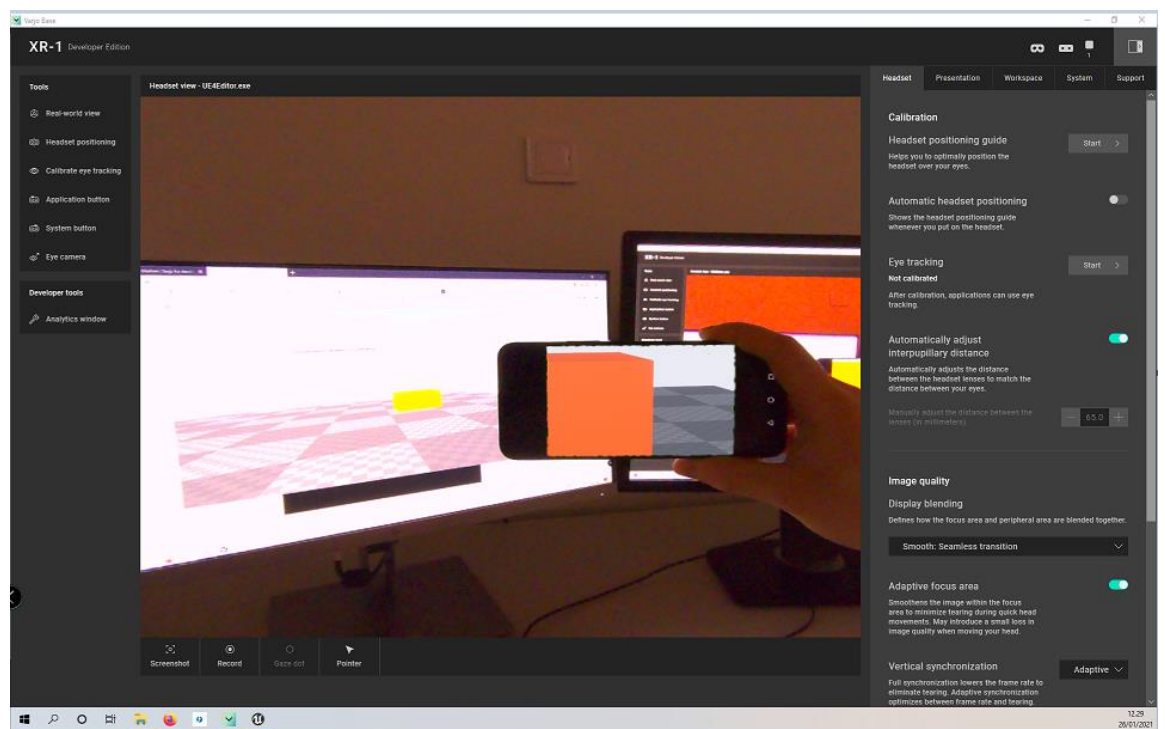 Varjo Base
XR-1 Developer Edition
1
Tools
Real-world view
Headset positioning
Calibrate eye tracking
Application button
System button
Eye camera
Developer tools
Analytics window
Headset view - UE4Editor.exe
Screenshot
Record
Gaze dot
Pointer
Headset
Presentation
Workspace
System
Support
Calibration
Headset positioning guide
Start
Helps you to optimally position the
headset over your eyes.
Automatic headset positioning
Shows the headset positioning guide
whenever you put on the headset.
Eye tracking
Start
Not calibrated
After calibration, applications can use eye
tracking.
Automatically adjust
interpupillary distance
Automatically adjusts the distance
between the headset lenses to match the
distance between your eyes.
Manually adjust the distance between the
lenses (in millimeters).
65.0
Image quality
Display blending
Defines how the focus area and peripheral area are blended together.
Smooth: Seamless transition
Adaptive focus area
Smoothens the image within the focus
area to minimize tearing during quick head
movements. May introduce a small loss in
image quality when moving your head.
Vertical synchronization
Adaptive
Full synchronization lowers the frame rate to
eliminate tearing. Adaptive synchronization
optimizes between frame rate and tearing.
12.29
26/01/2021